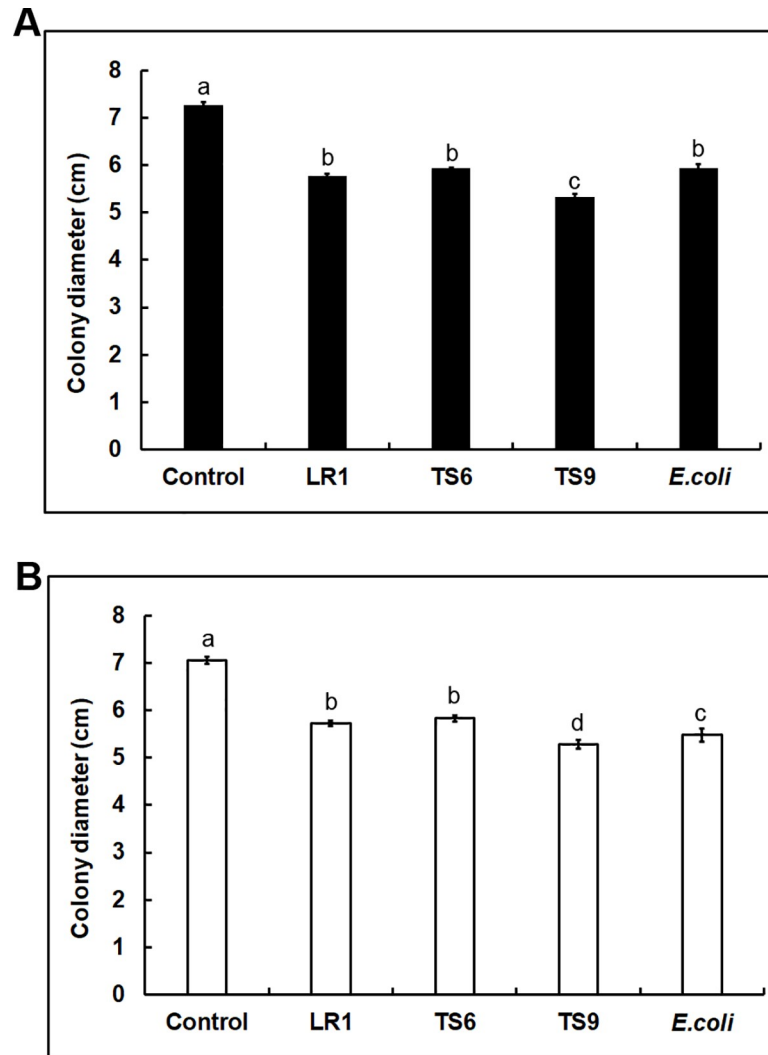 A
Colony diameter (cm)
8
7
6
5
4
3
2
1
0
a
b
b
c
b
Control LR1 TS6 TS9 E.coli
B
Colony diameter (cm)
8
7
6
5
4
3
2
1
0
a
b
b
d
c
Control LR1 TS6 TS9 E.coli